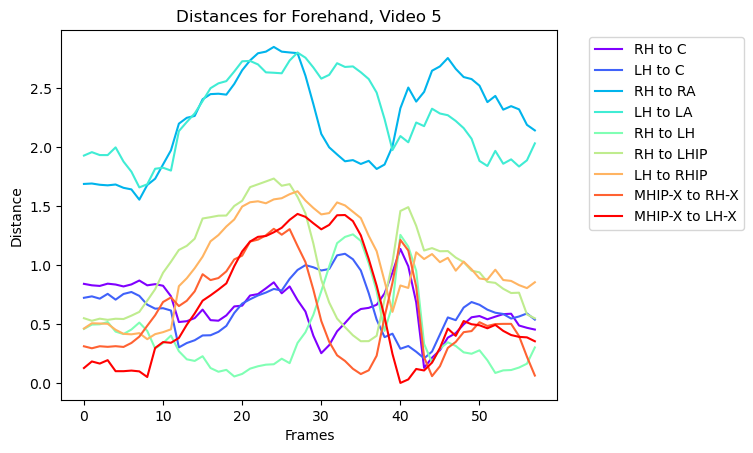 Distances for Forehand, Video 5
Distance
2.5
2.0
1.5
1.0
0.5
0.0
0 10 20 30 40 50
Frames
RH to C
LH to C
RH to RA
LH to LA
RH to LH
RH to LHIP
LH to RHIP
MHIP-X to RH-X
MHIP-X to LH-X